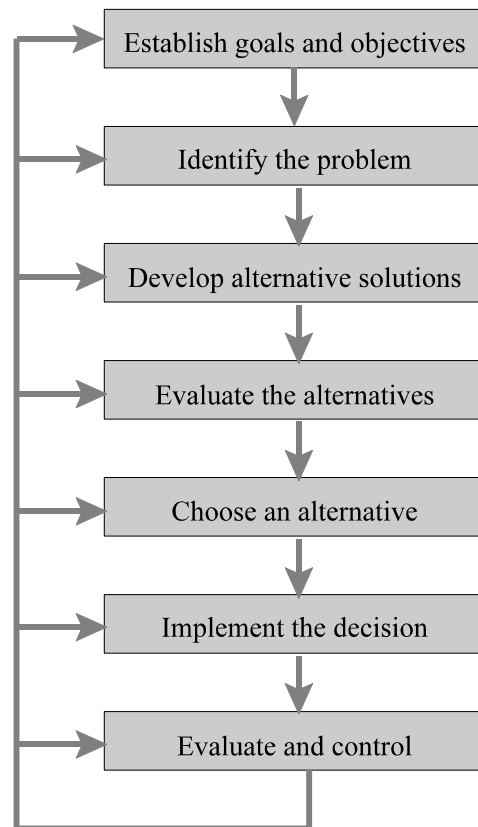 Establish goals and objectives
Identify the problem
Develop alternative solutions
Evaluate the alternatives
Choose an alternative
Implement the decision
Evaluate and control